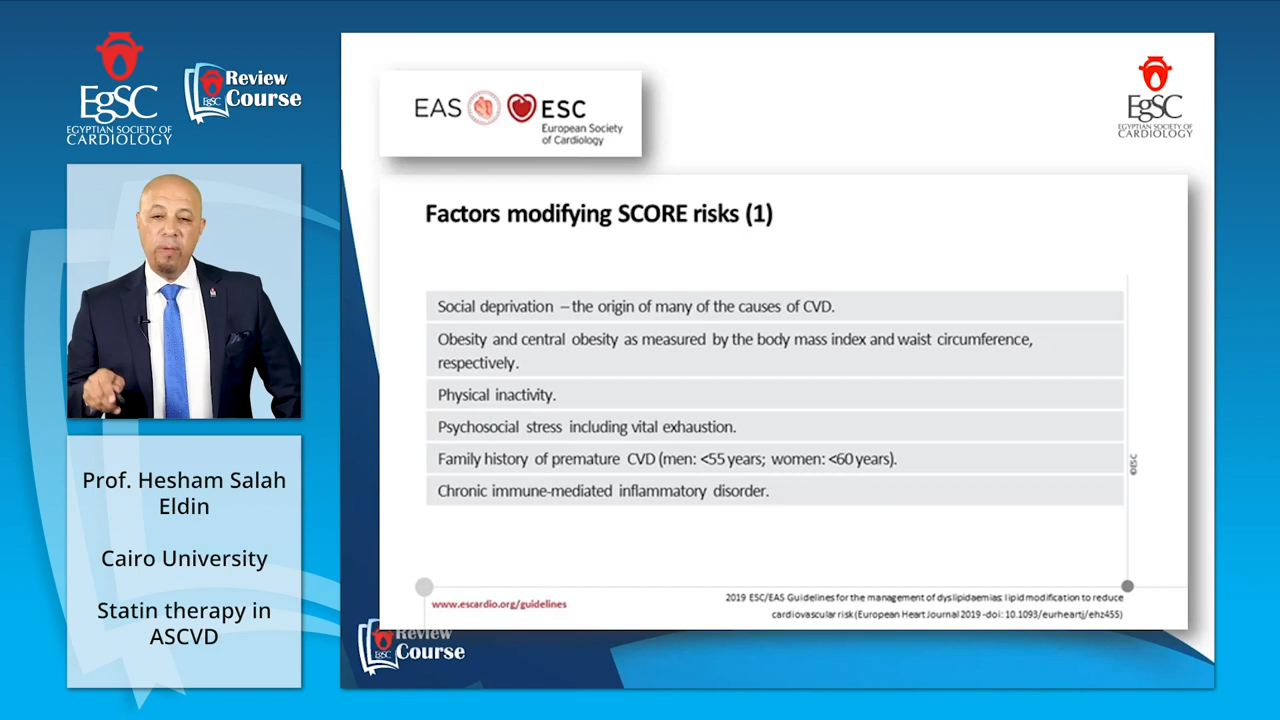 EgSC
EGYPTIAN SOCIETY OF
CARDIOLOGY
EgSC
Review
Course
Prof. Hesham Salah
Eldin
Cairo University
Statin therapy in
ASCVD
EAS
ESC
European Society
of Cardiology
EgSC
EGYPTIAN SOCIETY OF
CARDIOLOGY
Factors modifying SCORE risks (1)
Social deprivation – the origin of many of the causes of CVD.
Obesity and central obesity as measured by the body mass index and waist circumference,
respectively.
Physical inactivity.
Psychosocial stress including vital exhaustion.
Family history of premature CVD (men: <55 years; women: <60 years).
Chronic immune-mediated inflammatory disorder.
©ESC
www.escardio.org/guidelines
2019 ESC/EAS Guidelines for the management of dyslipidaemias: lipid modification to reduce
cardiovascular risk (European Heart Journal 2019 -doi: 10.1093/eurheartj/ehz455)
EgSC
Review
Course